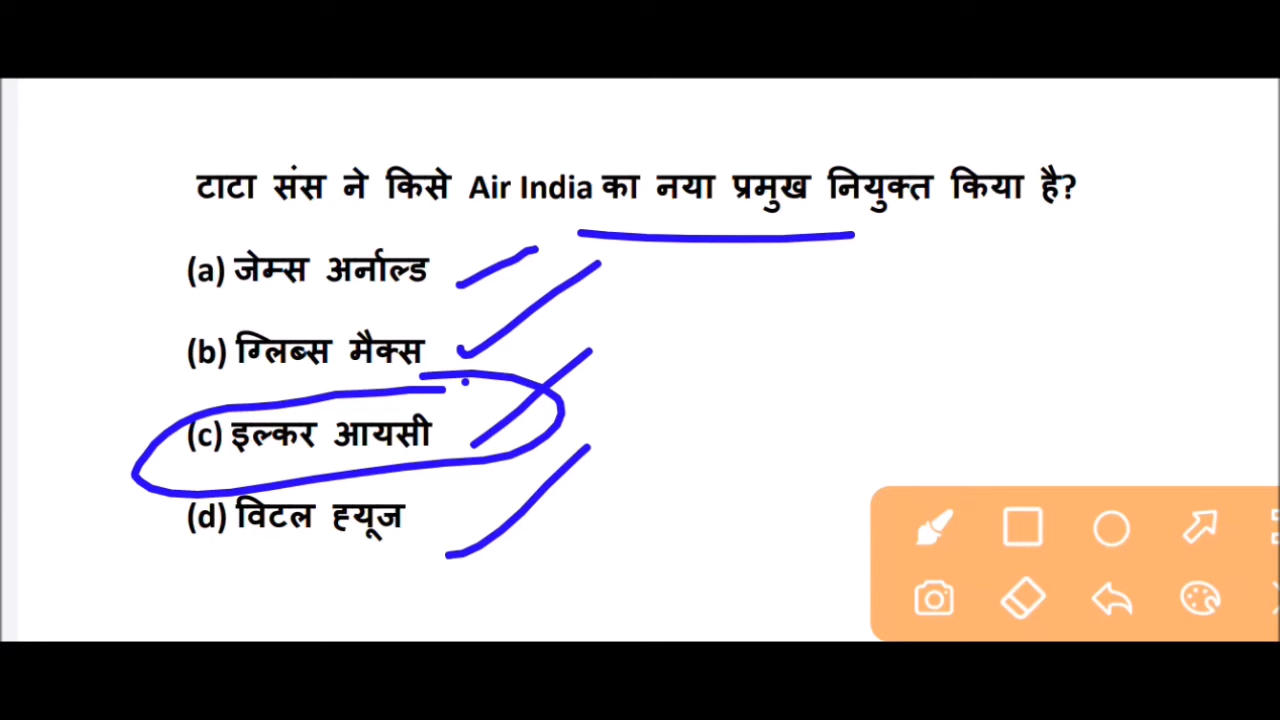 टाटा संस ने किसे Air India का नया प्रमुख नियुक्त किया है?
(a) जेम्स अर्नाल्ड
(b) ग्लिब्स मैक्स
(c) इल्कर आयसी
(d) विटल ह्यूज